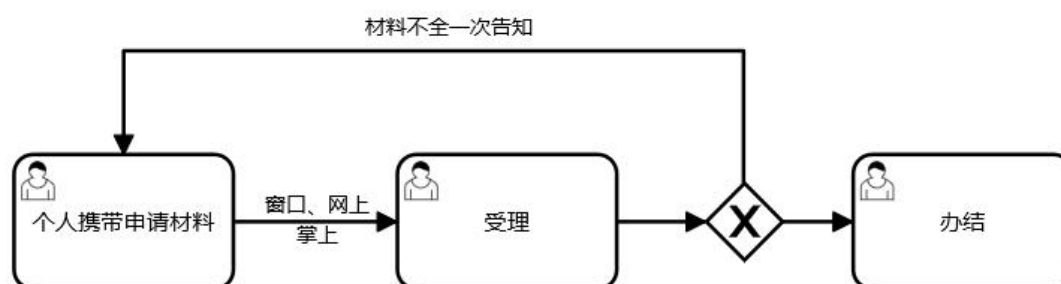 材料不全一次告知
个人携带申请材料
窗口、网上
掌上
受理
X
办结